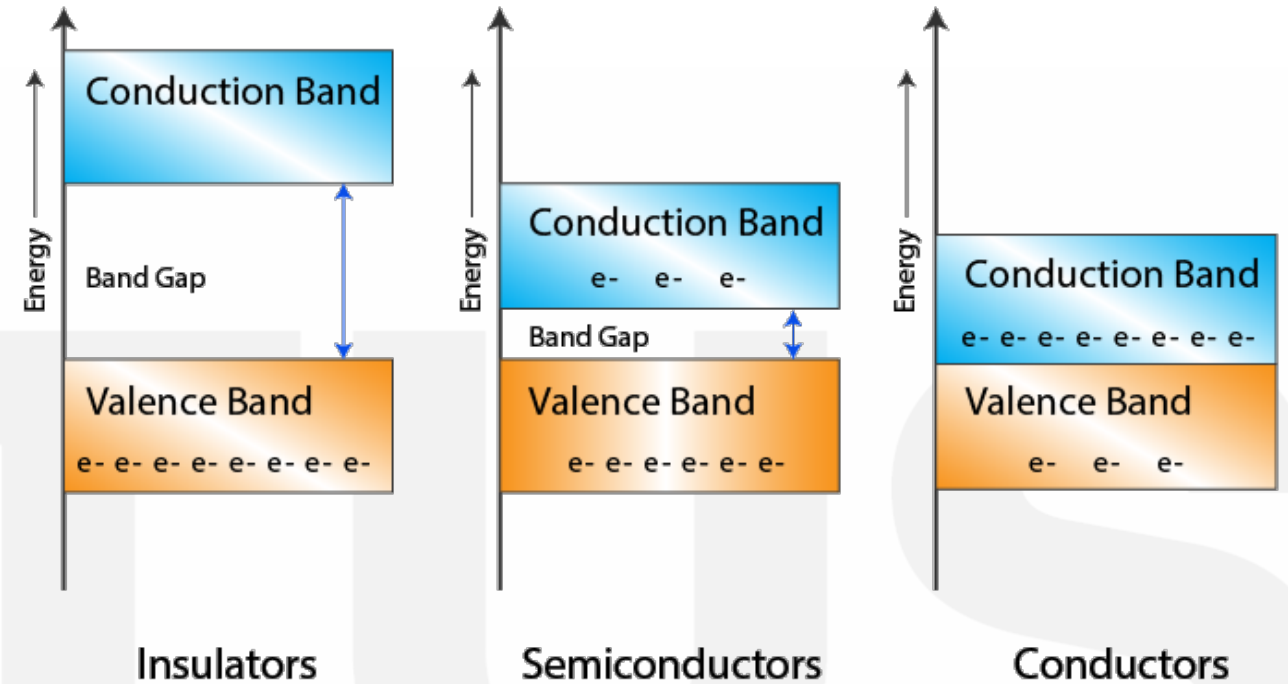 Energy
Conduction Band
Band Gap
Valence Band
e- e- e- e- e- e- e- e-
Insulators
Energy
Conduction Band
e- e- e-
Band Gap
Valence Band
e- e- e- e- e- e-
Semiconductors
Energy
Conduction Band
e- e- e- e- e- e- e- e-
Valence Band
e- e- e-
Conductors